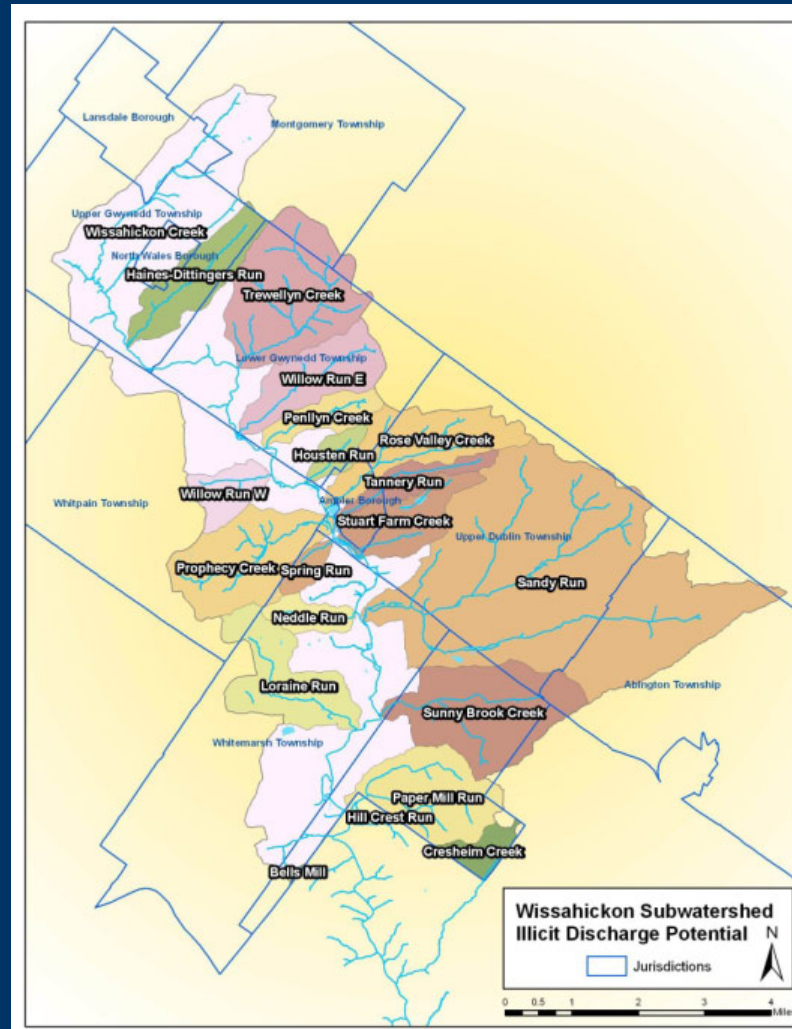 Lansdale Borough
Montgomery Township
Upper Gwynedd Township
Wissahickon Creek
North Wales Borough
Haines-Dittingers Run
Trewellyn Creek
Lower Gwynedd Township
Willow Run E
Penllyn Creek
Rose Valley Creek
Housten Run
Tannery Run
Willow Run W
Ambler Borough
Whitpain Township
Stuart Farm Creek
Upper Dublin Township
Prophecy Creek
Spring Run
Sandy Run
Neddle Run
Loraine Run
Abington Township
Sunny Brook Creek
Whitemarsh Township
Paper Mill Run
Hill Crest Run
Cresheim Creek
Bells Mill
Wissahickon Subwatershed
Illicit Discharge Potential
N
Jurisdictions
0 0.5 1 2 3 4
Miles